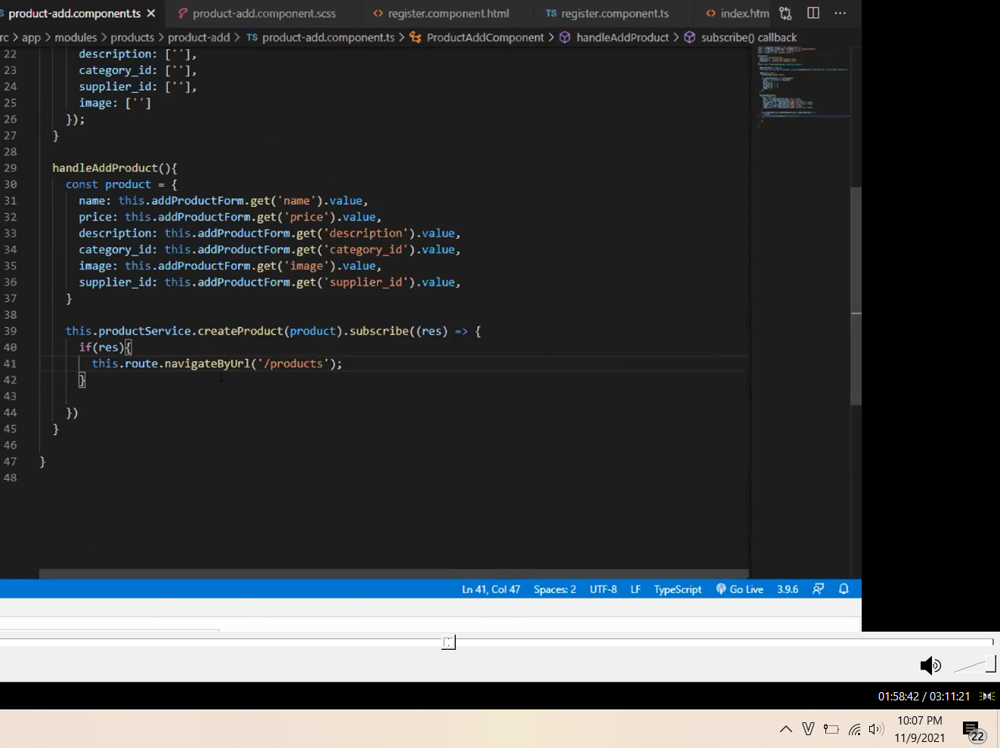 product-add.component.ts
product-add.component.scss
register.component.html
TS register.component.ts
index.htm
rc > app > modules > products > product-add > TS product-add.component.ts > ProductAddComponent > handleAddProduct > subscribe() callback
22 description: [''],
23 category_id: [''],
24 supplier_id: [''],
25 image: ['']
26 });
27 }
28
29 handleAddProduct(){
30 const product = {
31 name: this.addProductForm.get('name').value,
32 price: this.addProductForm.get('price').value,
33 description: this.addProductForm.get('description').value,
34 category_id: this.addProductForm.get('category_id').value,
35 image: this.addProductForm.get('image').value,
36 supplier_id: this.addProductForm.get('supplier_id').value,
37 }
38
39 this.productService.createProduct(product).subscribe((res) => {
40 if(res){
41 this.route.navigateByUrl('/products');
42 }
43
44 })
45 }
46
47 }
48
Ln 41, Col 47 Spaces: 2 UTF-8 LF TypeScript Go Live 3.9.6
01:58:42 / 03:11:21
10:07 PM
11/9/2021
22